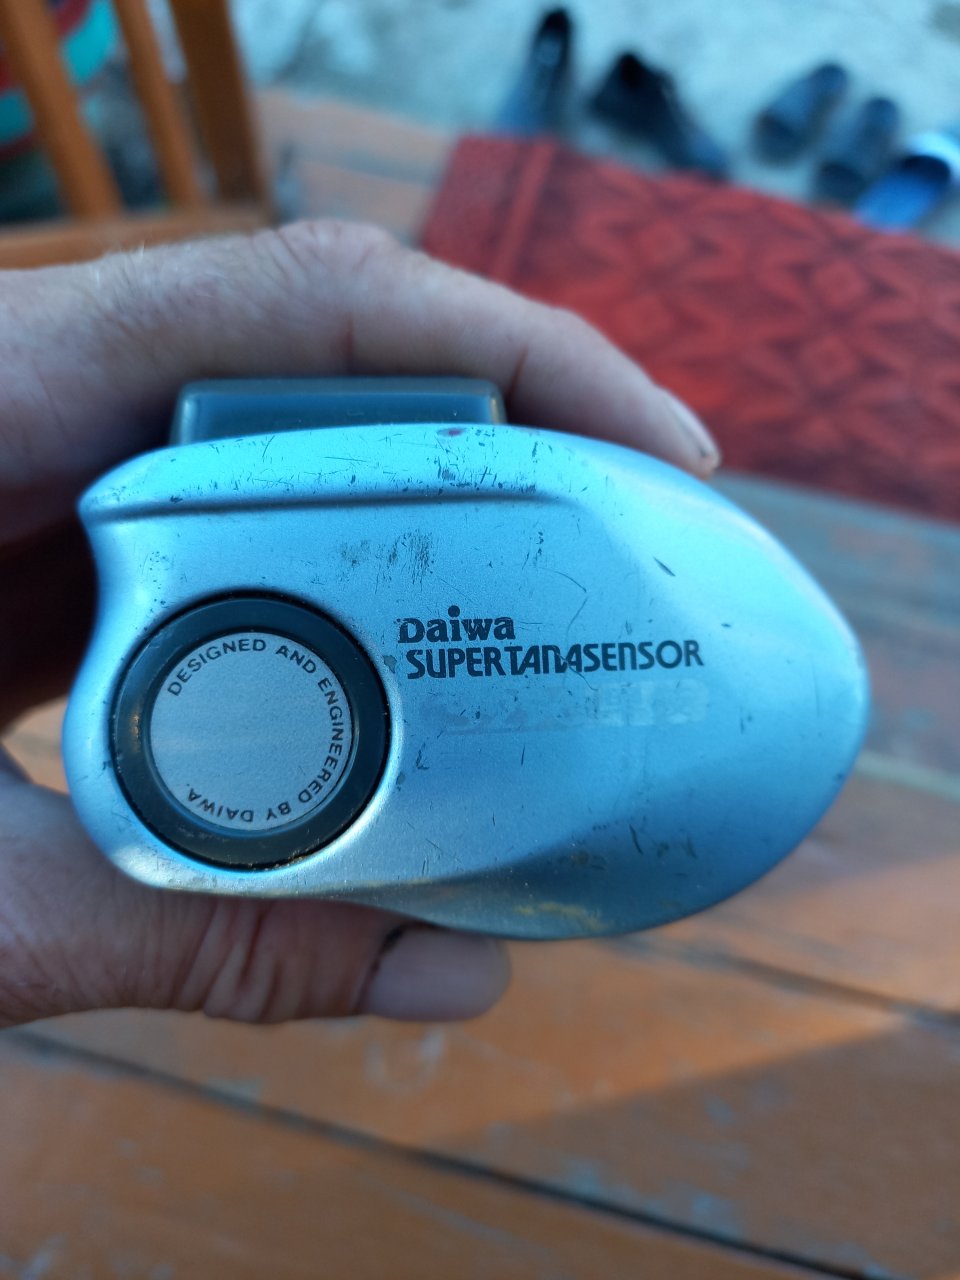 Daiwa
SUPERTANASENSOR
DESIGNED AND ENGINEERED BY DAIWA.